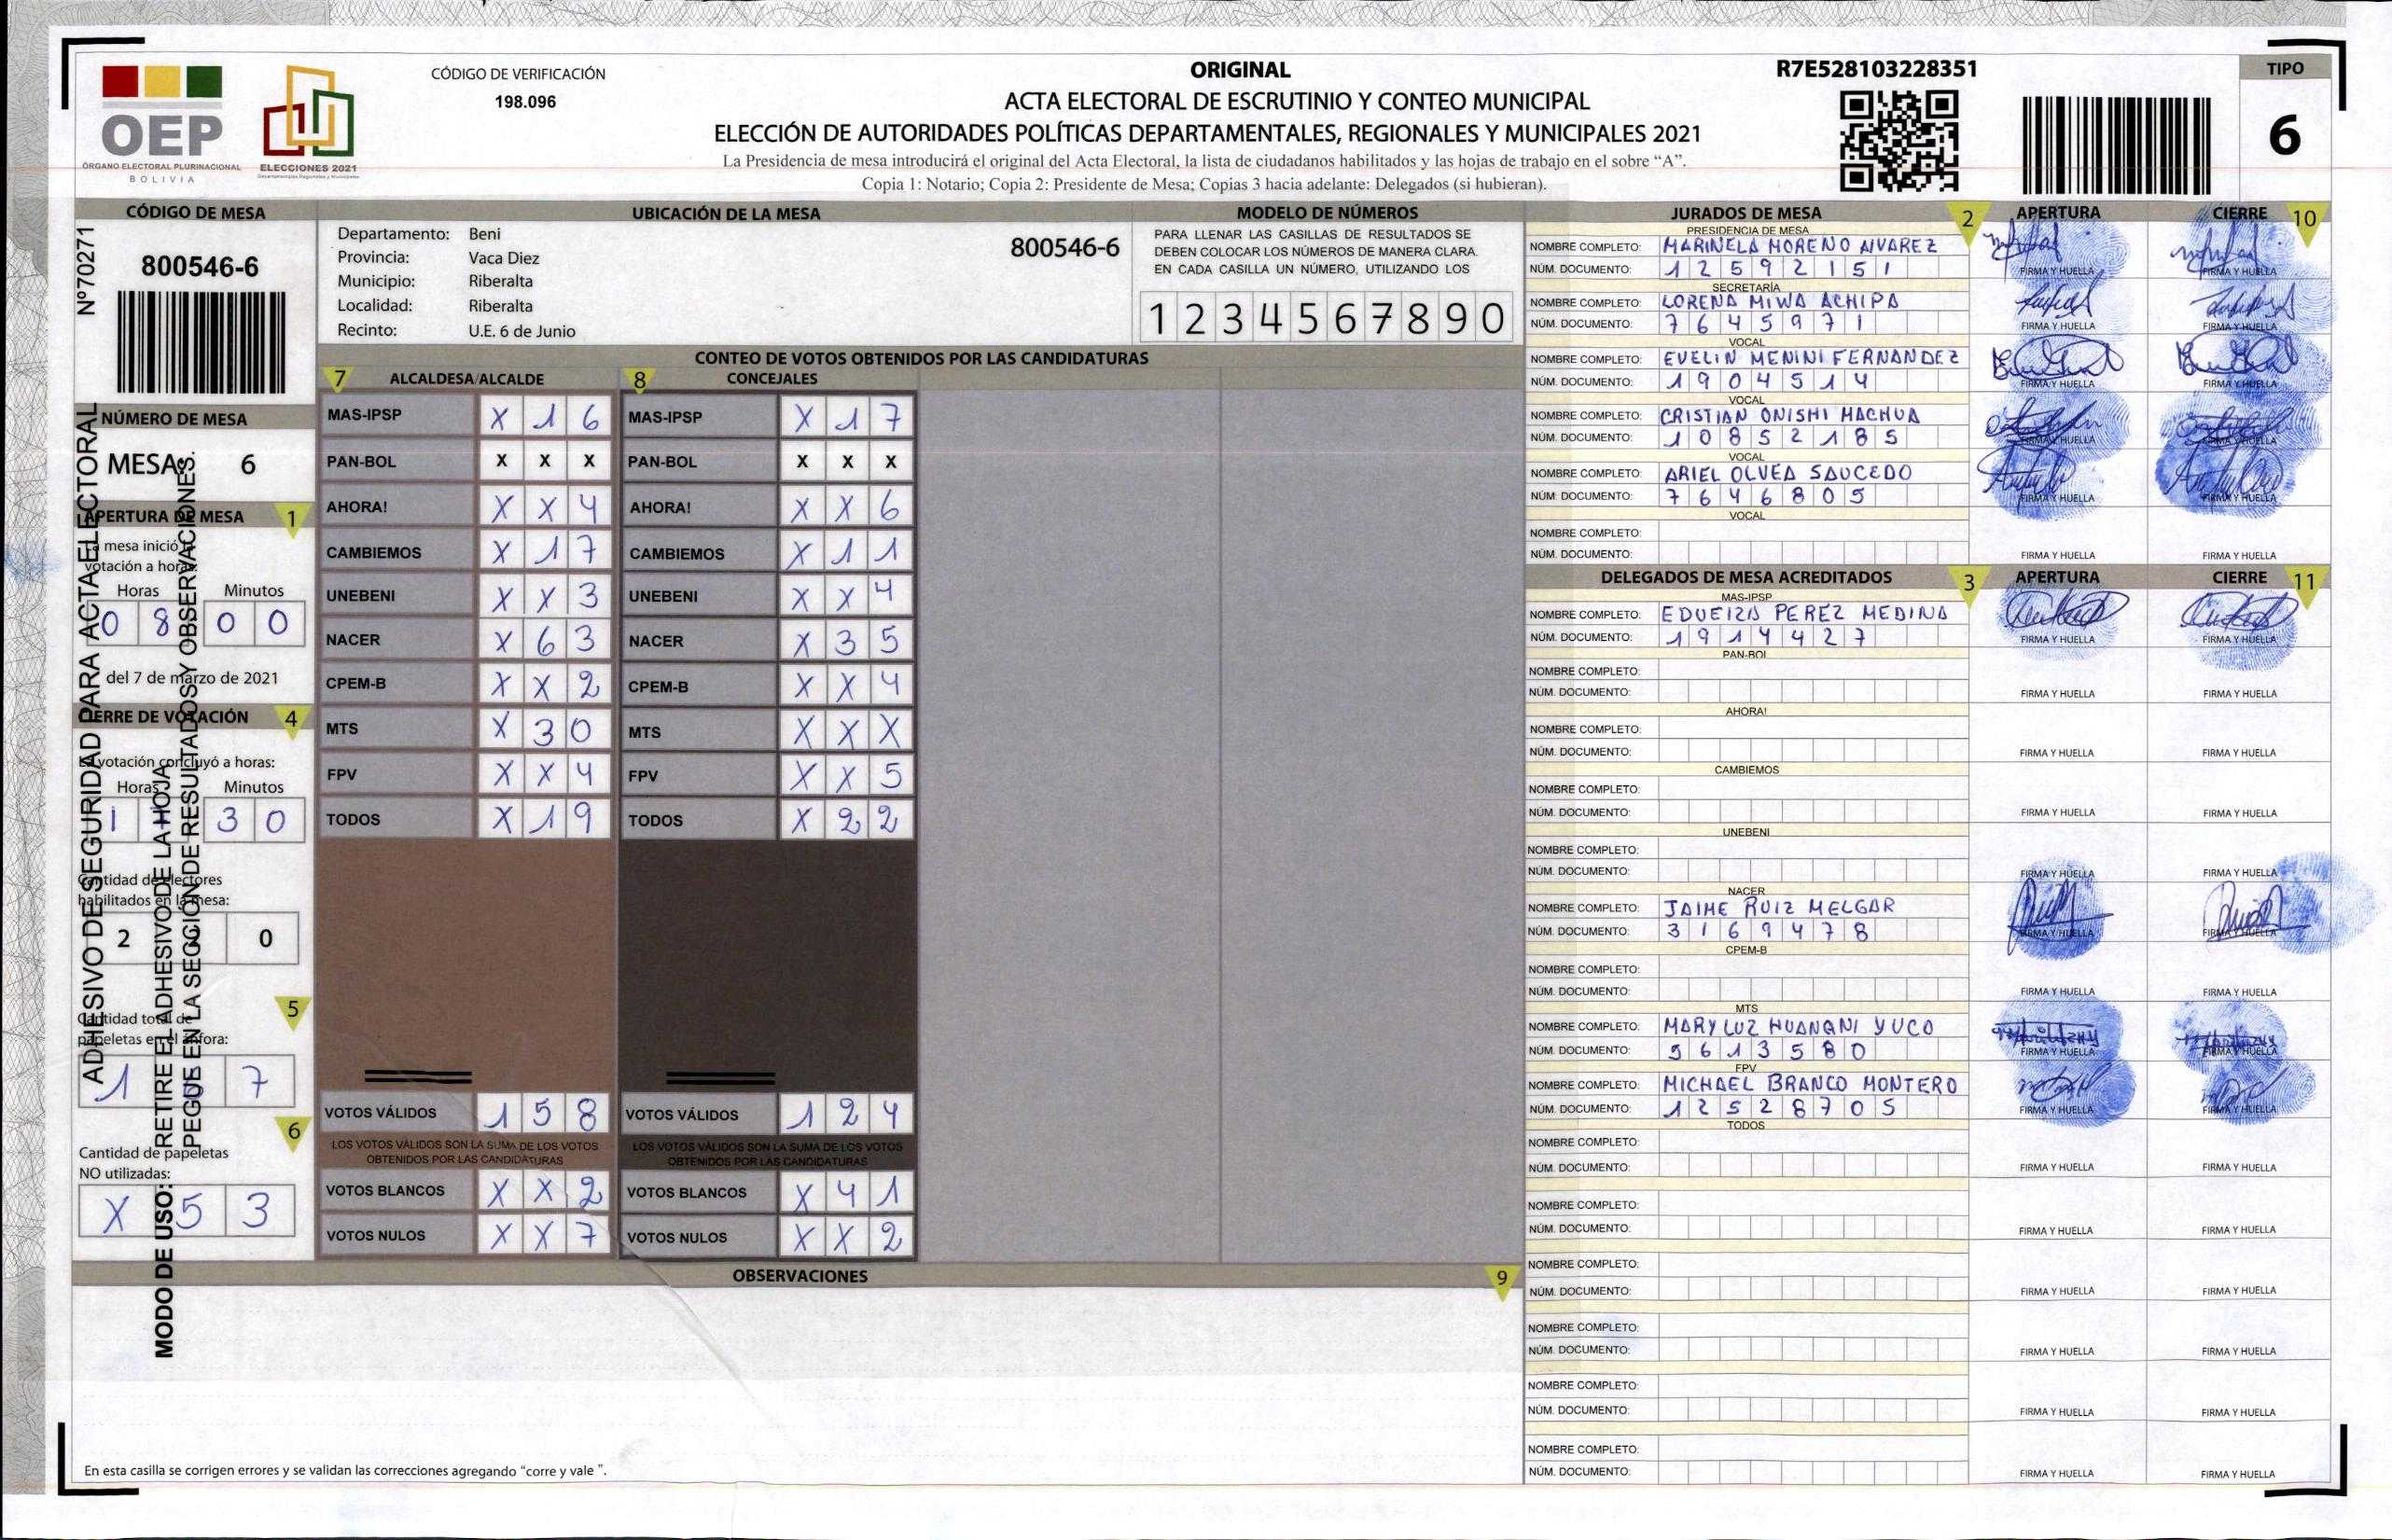 OEP
ÓRGANO ELECTORAL PLURINACIONAL
BOLIVIA
ELECCIONES 2021
CÓDIGO DE VERIFICACIÓN
198.096
ORIGINAL
ACTA ELECTORAL DE ESCRUTINIO Y CONTEO MUNICIPAL
ELECCIÓN DE AUTORIDADES POLÍTICAS DEPARTAMENTALES, REGIONALES Y MUNICIPALES 2021
La Presidencia de mesa introducirá el original del Acta Electoral, la lista de ciudadanos habilitados y las hojas de trabajo en el sobre “A”.
Copia 1: Notario; Copia 2: Presidente de Mesa; Copias 3 hacia adelante: Delegados (si hubieran).
R7E528103228351
TIPO
6
Nº70271
ADHESIVO DE SEGURIDAD PARA ACTA ELECTORAL
MODO DE USO: RETIRE EL ADHESIVO DE LA HOJA
PEGUE EN LA SECCIÓN DE RESULTADOS Y OBSERVACIONES.
CÓDIGO DE MESA
800546-6
NÚMERO DE MESA
MESA: 6
APERTURA DE MESA 1
La mesa inició la
votación a horas:
Horas Minutos
0 8 0 0
del 7 de marzo de 2021
CIERRE DE VOTACIÓN 4
La votación concluyó a horas:
Horas Minutos
1 3 0
Cantidad de electores
habilitados en la mesa:
2 0
5
Cantidad total de
papeletas en el ánfora:
1 7
6
Cantidad de papeletas
NO utilizadas:
X 5 3
UBICACIÓN DE LA MESA
Departamento: Beni
Provincia: Vaca Diez
Municipio: Riberalta
Localidad: Riberalta
Recinto: U.E. 6 de Junio
800546-6
MODELO DE NÚMEROS
PARA LLENAR LAS CASILLAS DE RESULTADOS SE
DEBEN COLOCAR LOS NÚMEROS DE MANERA CLARA.
EN CADA CASILLA UN NÚMERO, UTILIZANDO LOS
1 2 3 4 5 6 7 8 9 0
CONTEO DE VOTOS OBTENIDOS POR LAS CANDIDATURAS
7 ALCALDESA/ALCALDE 8 CONCEJALES
MAS-IPSP X 1 6 MAS-IPSP X 1 7
PAN-BOL X X X PAN-BOL X X X
AHORA! X X 4 AHORA! X X 6
CAMBIEMOS X 1 7 CAMBIEMOS X 1 1
UNEBENI X X 3 UNEBENI X X 4
NACER X 6 3 NACER X 3 5
CPEM-B X X 2 CPEM-B X X 4
MTS X 3 0 MTS X X X
FPV X X 4 FPV X X 5
TODOS X 1 9 TODOS X 2 2
VOTOS VÁLIDOS 1 5 8 VOTOS VÁLIDOS 1 2 4
LOS VOTOS VÁLIDOS SON LA SUMA DE LOS VOTOS
OBTENIDOS POR LAS CANDIDATURAS
LOS VOTOS VÁLIDOS SON LA SUMA DE LOS VOTOS
OBTENIDOS POR LAS CANDIDATURAS
VOTOS BLANCOS X X 2 VOTOS BLANCOS X 4 1
VOTOS NULOS X X 7 VOTOS NULOS X X 2
OBSERVACIONES 9
En esta casilla se corrigen errores y se validan las correcciones agregando “corre y vale ”.
JURADOS DE MESA 2 APERTURA CIERRE 10
PRESIDENCIA DE MESA
NOMBRE COMPLETO: MARINELA MORENO ALVAREZ
NÚM. DOCUMENTO: 1 2 5 9 2 1 5 1 FIRMA Y HUELLA FIRMA Y HUELLA
SECRETARÍA
NOMBRE COMPLETO: LORENA MIWA ACHIPA
NÚM. DOCUMENTO: 7 6 4 5 9 7 1 FIRMA Y HUELLA FIRMA Y HUELLA
VOCAL
NOMBRE COMPLETO: EVELIN MENINI FERNANDEZ
NÚM. DOCUMENTO: 1 9 0 4 5 1 4 FIRMA Y HUELLA FIRMA Y HUELLA
VOCAL
NOMBRE COMPLETO: CRISTIAN ONISHI MACHUA
NÚM. DOCUMENTO: 1 0 8 5 2 1 8 5 FIRMA Y HUELLA FIRMA Y HUELLA
VOCAL
NOMBRE COMPLETO: ARIEL OLVEA SAUCEDO
NÚM. DOCUMENTO: 7 6 4 6 8 0 5 FIRMA Y HUELLA FIRMA Y HUELLA
VOCAL
NOMBRE COMPLETO:
NÚM. DOCUMENTO: FIRMA Y HUELLA FIRMA Y HUELLA
DELEGADOS DE MESA ACREDITADOS 3 APERTURA CIERRE 11
MAS-IPSP
NOMBRE COMPLETO: EDUEIZA PEREZ MEDINA
NÚM. DOCUMENTO: 1 9 1 4 4 2 7 FIRMA Y HUELLA FIRMA Y HUELLA
PAN-BOL
NOMBRE COMPLETO:
NÚM. DOCUMENTO: FIRMA Y HUELLA FIRMA Y HUELLA
AHORA!
NOMBRE COMPLETO:
NÚM. DOCUMENTO: FIRMA Y HUELLA FIRMA Y HUELLA
CAMBIEMOS
NOMBRE COMPLETO:
NÚM. DOCUMENTO: FIRMA Y HUELLA FIRMA Y HUELLA
UNEBENI
NOMBRE COMPLETO:
NÚM. DOCUMENTO: FIRMA Y HUELLA FIRMA Y HUELLA
NACER
NOMBRE COMPLETO: JAIME RUIZ MELGAR
NÚM. DOCUMENTO: 3 1 6 9 4 7 8 FIRMA Y HUELLA FIRMA Y HUELLA
CPEM-B
NOMBRE COMPLETO:
NÚM. DOCUMENTO: FIRMA Y HUELLA FIRMA Y HUELLA
MTS
NOMBRE COMPLETO: MARY LUZ HUANQNI YUCO
NÚM. DOCUMENTO: 5 6 1 3 5 8 0 FIRMA Y HUELLA FIRMA Y HUELLA
FPV
NOMBRE COMPLETO: MICHAEL BRANCO MONTERO
NÚM. DOCUMENTO: 1 2 5 2 8 7 0 5 FIRMA Y HUELLA FIRMA Y HUELLA
TODOS
NOMBRE COMPLETO:
NÚM. DOCUMENTO: FIRMA Y HUELLA FIRMA Y HUELLA
NOMBRE COMPLETO:
NÚM. DOCUMENTO: FIRMA Y HUELLA FIRMA Y HUELLA
NOMBRE COMPLETO:
NÚM. DOCUMENTO: FIRMA Y HUELLA FIRMA Y HUELLA
NOMBRE COMPLETO:
NÚM. DOCUMENTO: FIRMA Y HUELLA FIRMA Y HUELLA
NOMBRE COMPLETO:
NÚM. DOCUMENTO: FIRMA Y HUELLA FIRMA Y HUELLA
NOMBRE COMPLETO:
NÚM. DOCUMENTO: FIRMA Y HUELLA FIRMA Y HUELLA